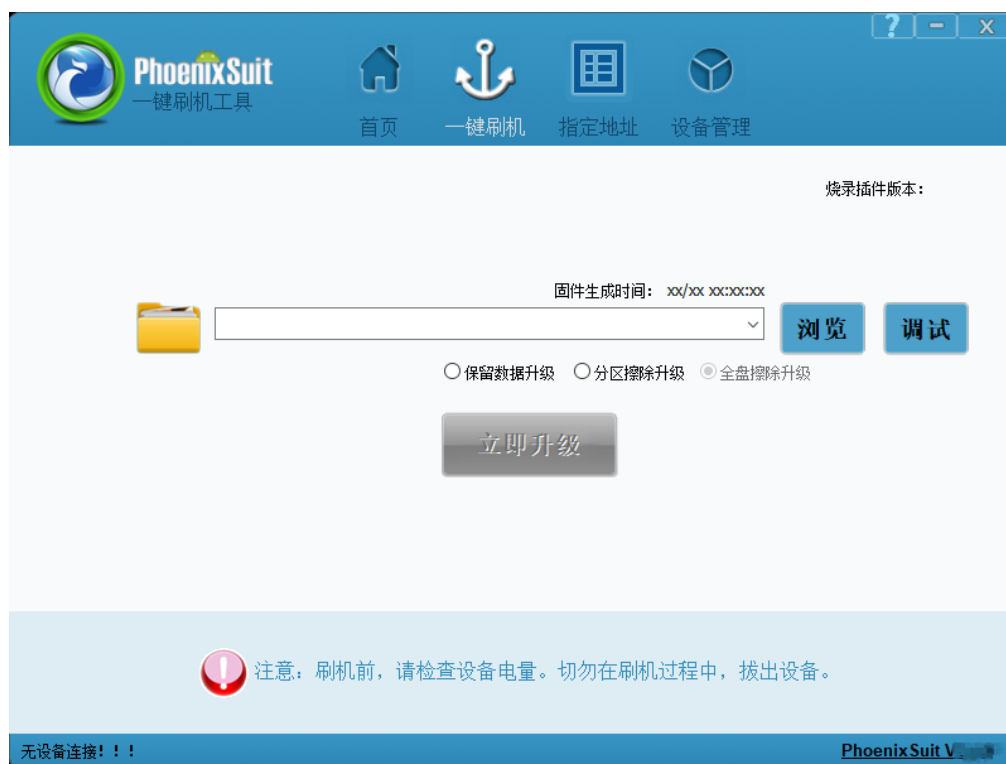 PhoenixSuit
一键刷机工具
首页
一键刷机
指定地址
设备管理
? − X
烧录插件版本：
固件生成时间： xx/xx xx:xx:xx
浏览
调试
保留数据升级
分区擦除升级
全盘擦除升级
立即升级
注意：刷机前，请检查设备电量。切勿在刷机过程中，拔出设备。
无设备连接！！！
PhoenixSuit V